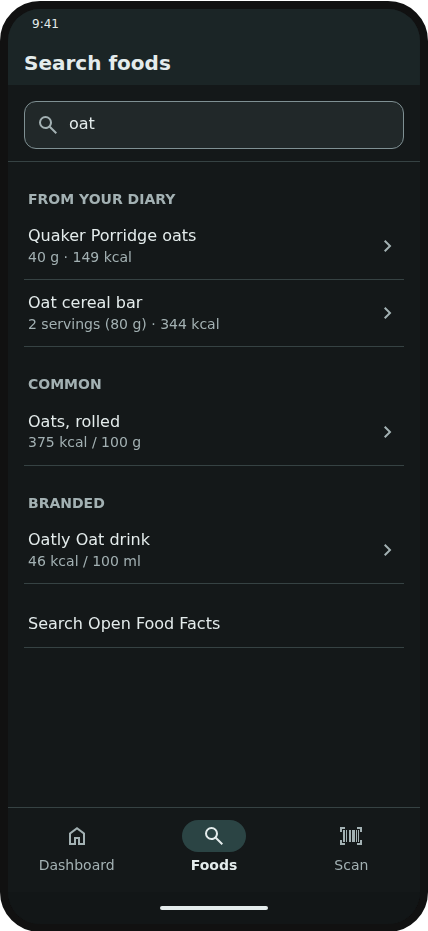 9:41
Search foods
oat
FROM YOUR DIARY
Quaker Porridge oats
40 g · 149 kcal
Oat cereal bar
2 servings (80 g) · 344 kcal
COMMON
Oats, rolled
375 kcal / 100 g
BRANDED
Oatly Oat drink
46 kcal / 100 ml
Search Open Food Facts
Dashboard
Foods
Scan